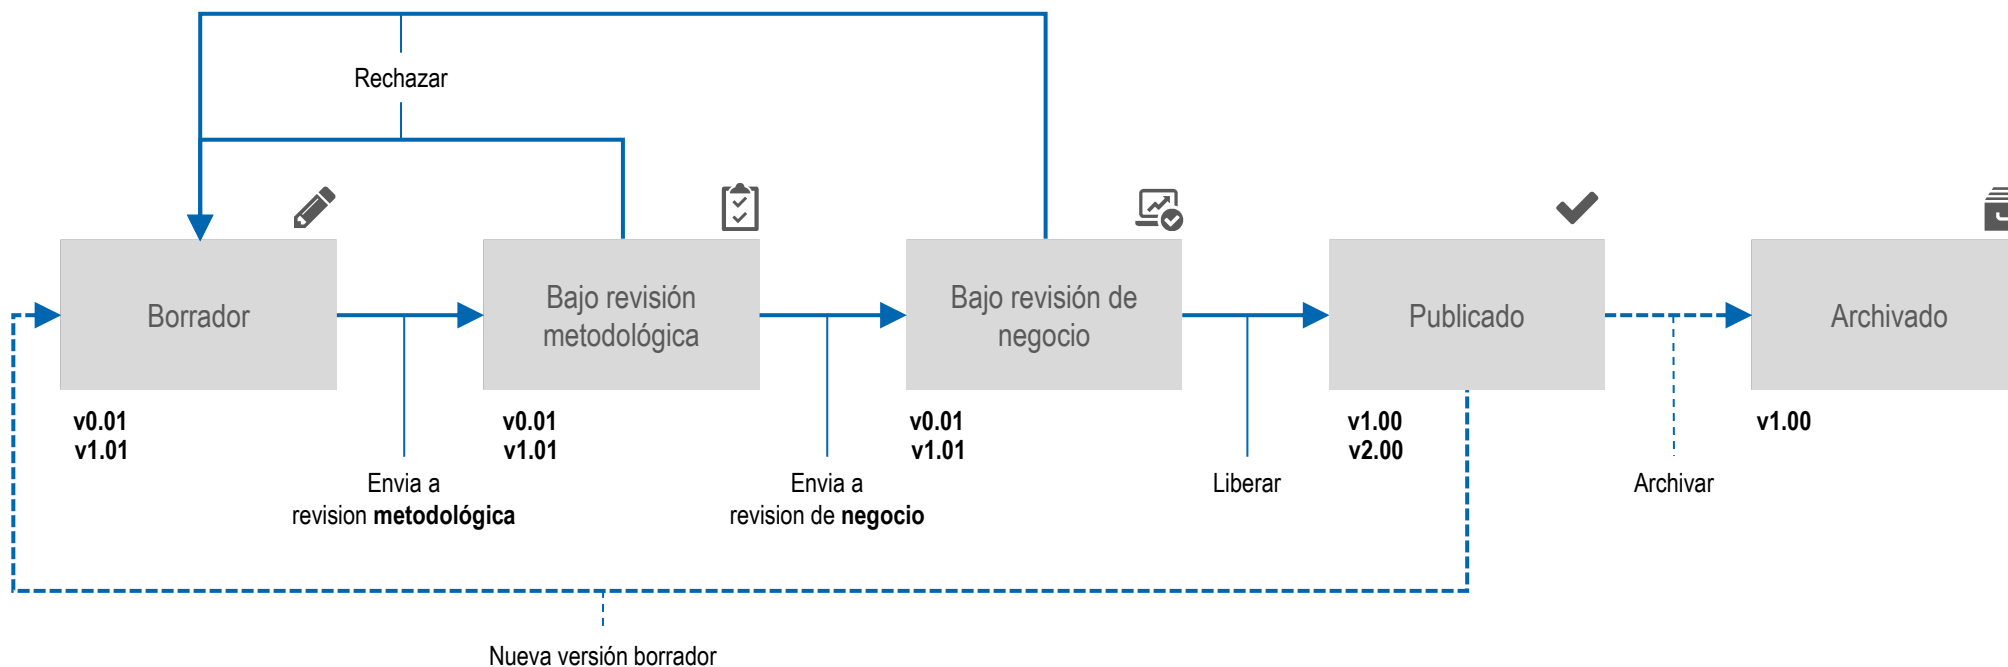 Rechazar
Borrador
Bajo revisión
metodológica
Bajo revisión de
negocio
Publicado
Archivado
v0.01
v1.01
v0.01
v1.01
v0.01
v1.01
v1.00
v2.00
v1.00
Envia a
revision metodológica
Envia a
revision de negocio
Liberar
Archivar
Nueva versión borrador